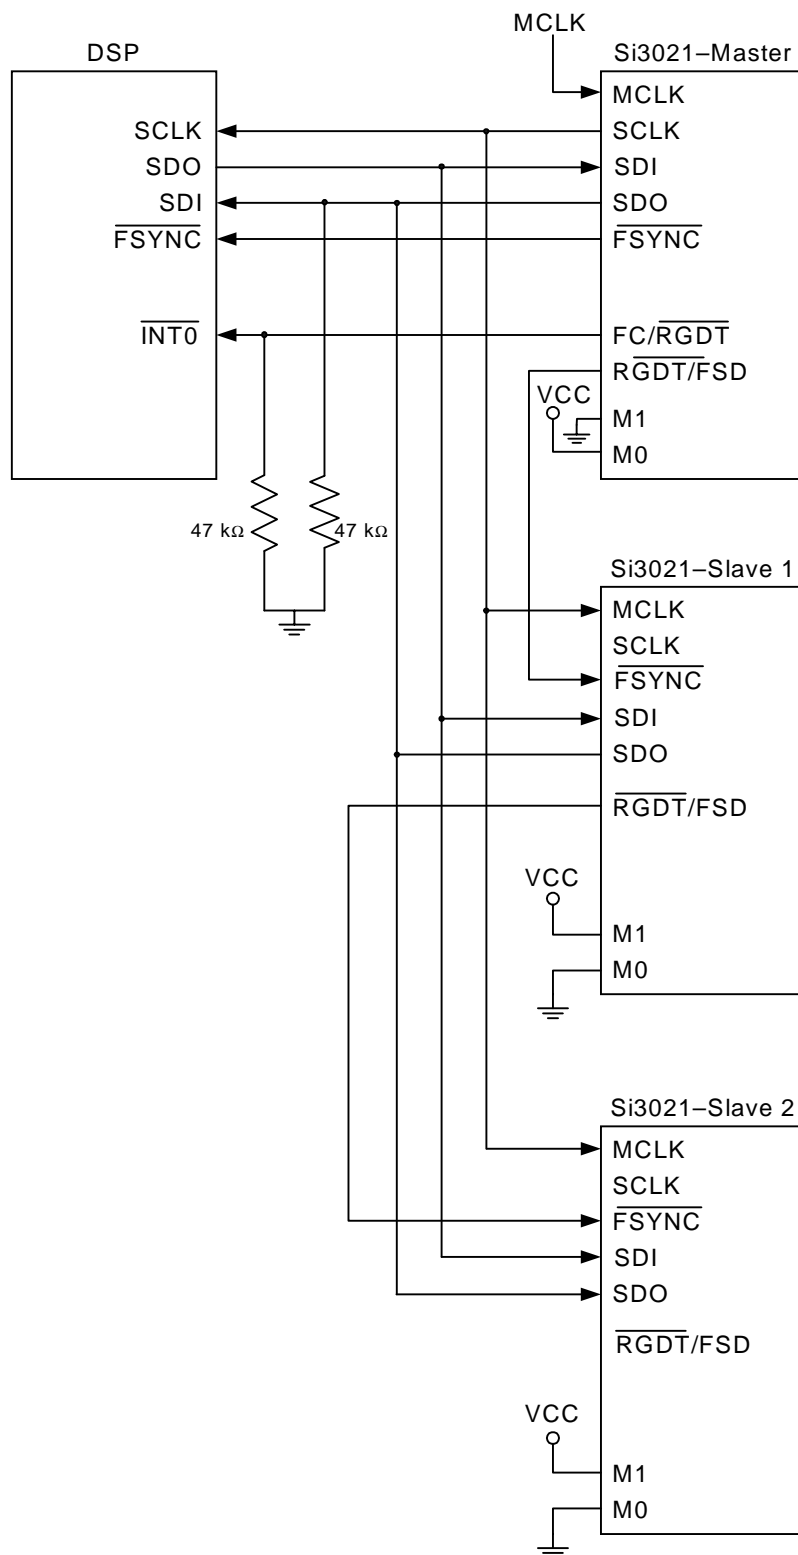 MCLK
DSP
Si3021–Master
MCLK
SCLK
SCLK
SDO
SDI
SDI
SDO
FSYNC
FSYNC
INT0
FC/RGDT
RGDT/FSD
VCC
M1
M0
47 kΩ
47 kΩ
Si3021–Slave 1
MCLK
SCLK
FSYNC
SDI
SDO
RGDT/FSD
VCC
M1
M0
Si3021–Slave 2
MCLK
SCLK
FSYNC
SDI
SDO
RGDT/FSD
VCC
M1
M0